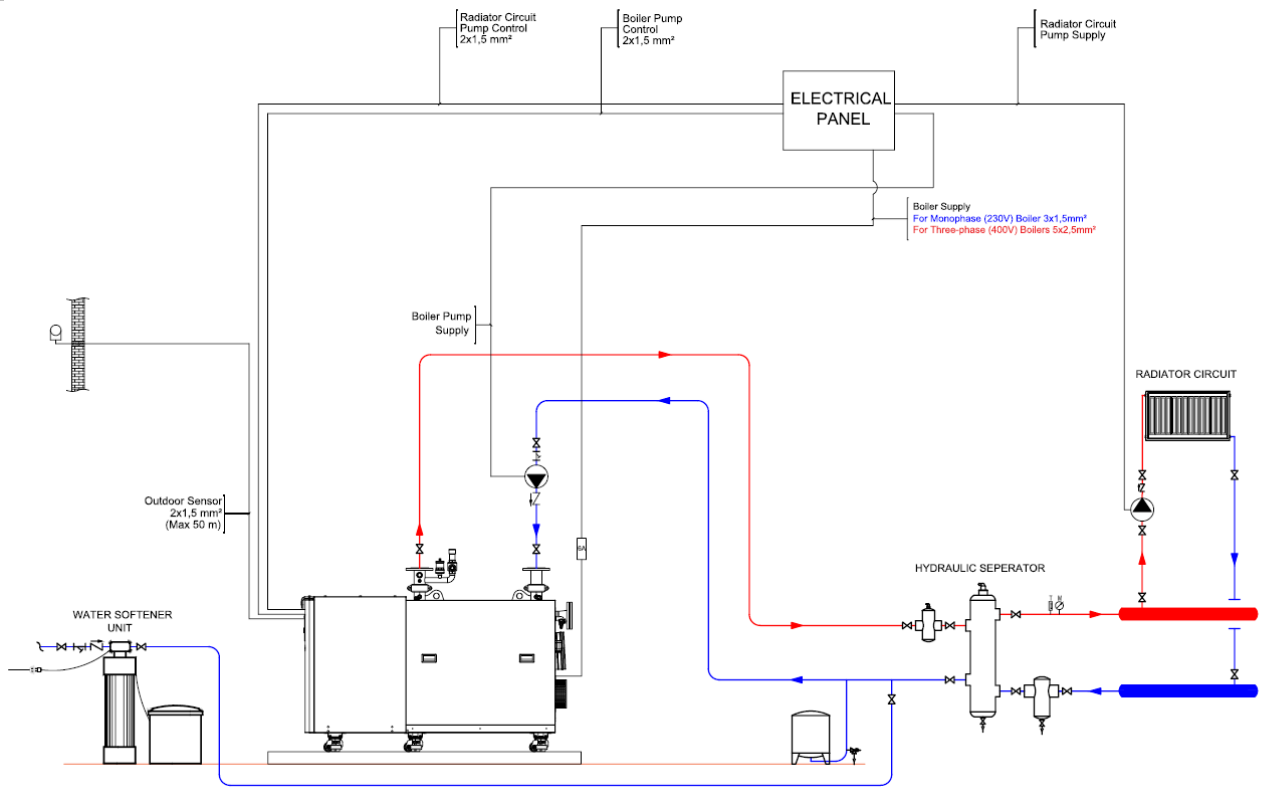 Radiator Circuit
Pump Control
2x1,5 mm²
Boiler Pump
Control
2x1,5 mm²
Radiator Circuit
Pump Supply
ELECTRICAL
PANEL
Boiler Supply
For Monophase (230V) Boiler 3x1,5mm²
For Three-phase (400V) Boilers 5x2,5mm²
Boiler Pump
Supply
RADIATOR CIRCUIT
Outdoor Sensor
2x1,5 mm²
(Max 50 m)
6A
HYDRAULIC SEPERATOR
T M
WATER SOFTENER
UNIT